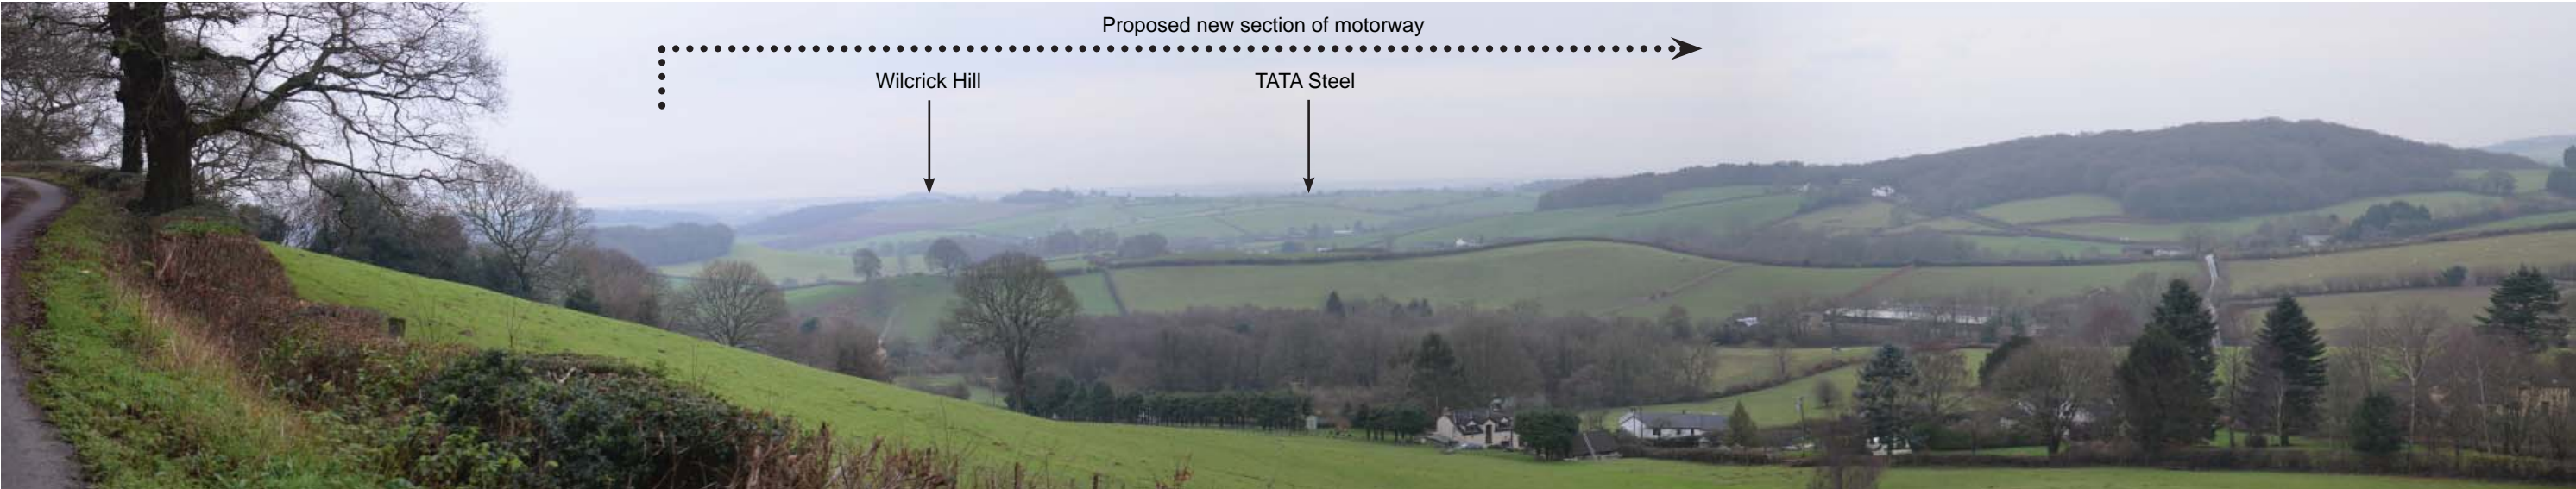 Proposed new section of motorway
Wilcrick Hill
TATA Steel